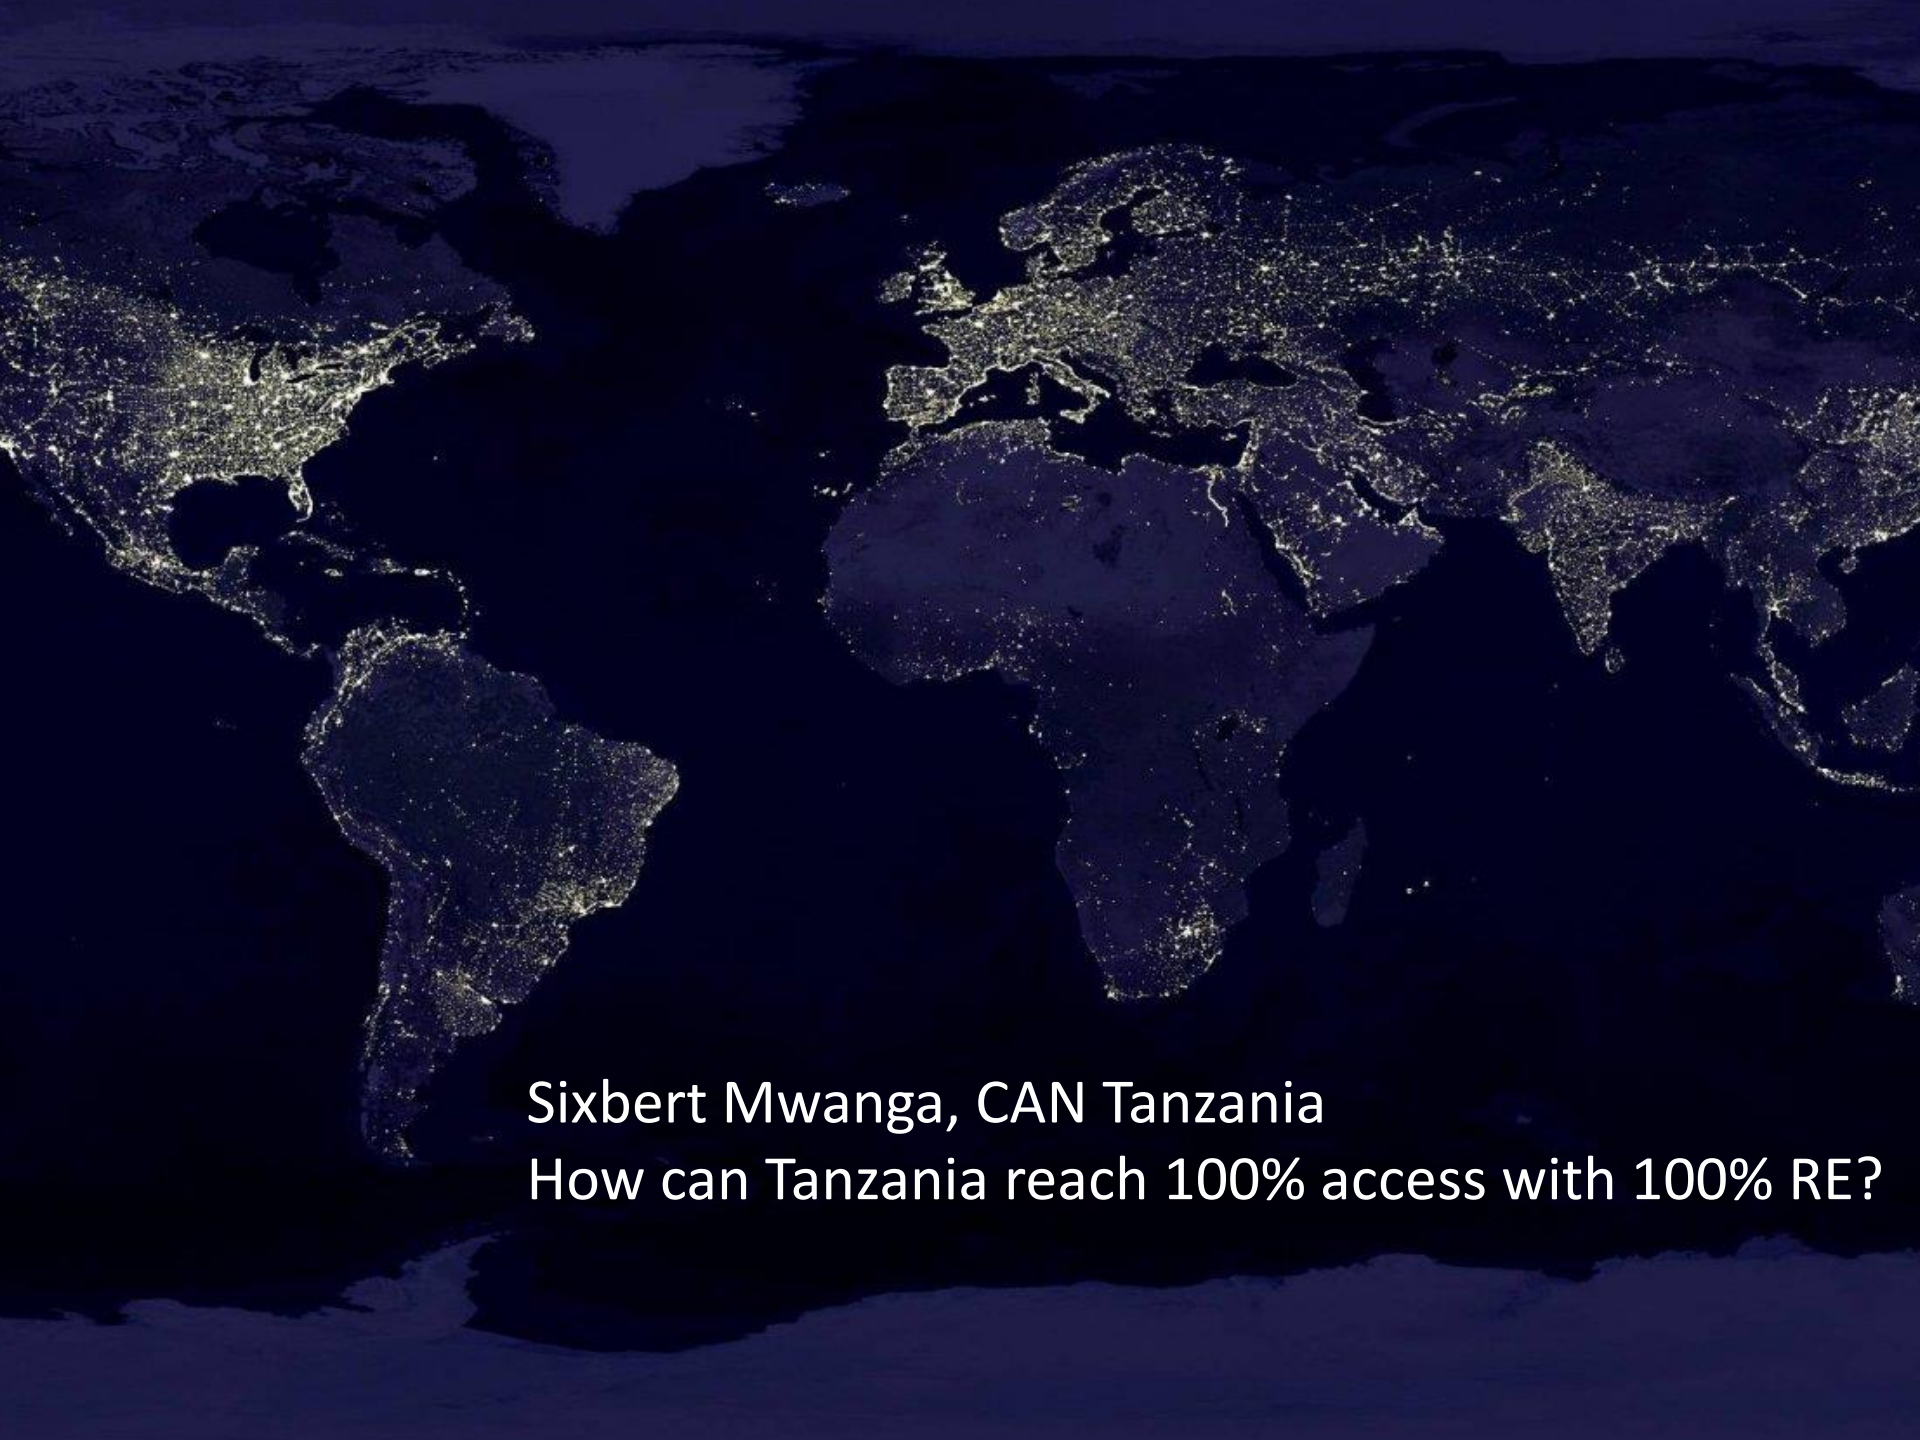 Sixbert Mwanga, CAN Tanzania
How can Tanzania reach 100% access with 100% RE?